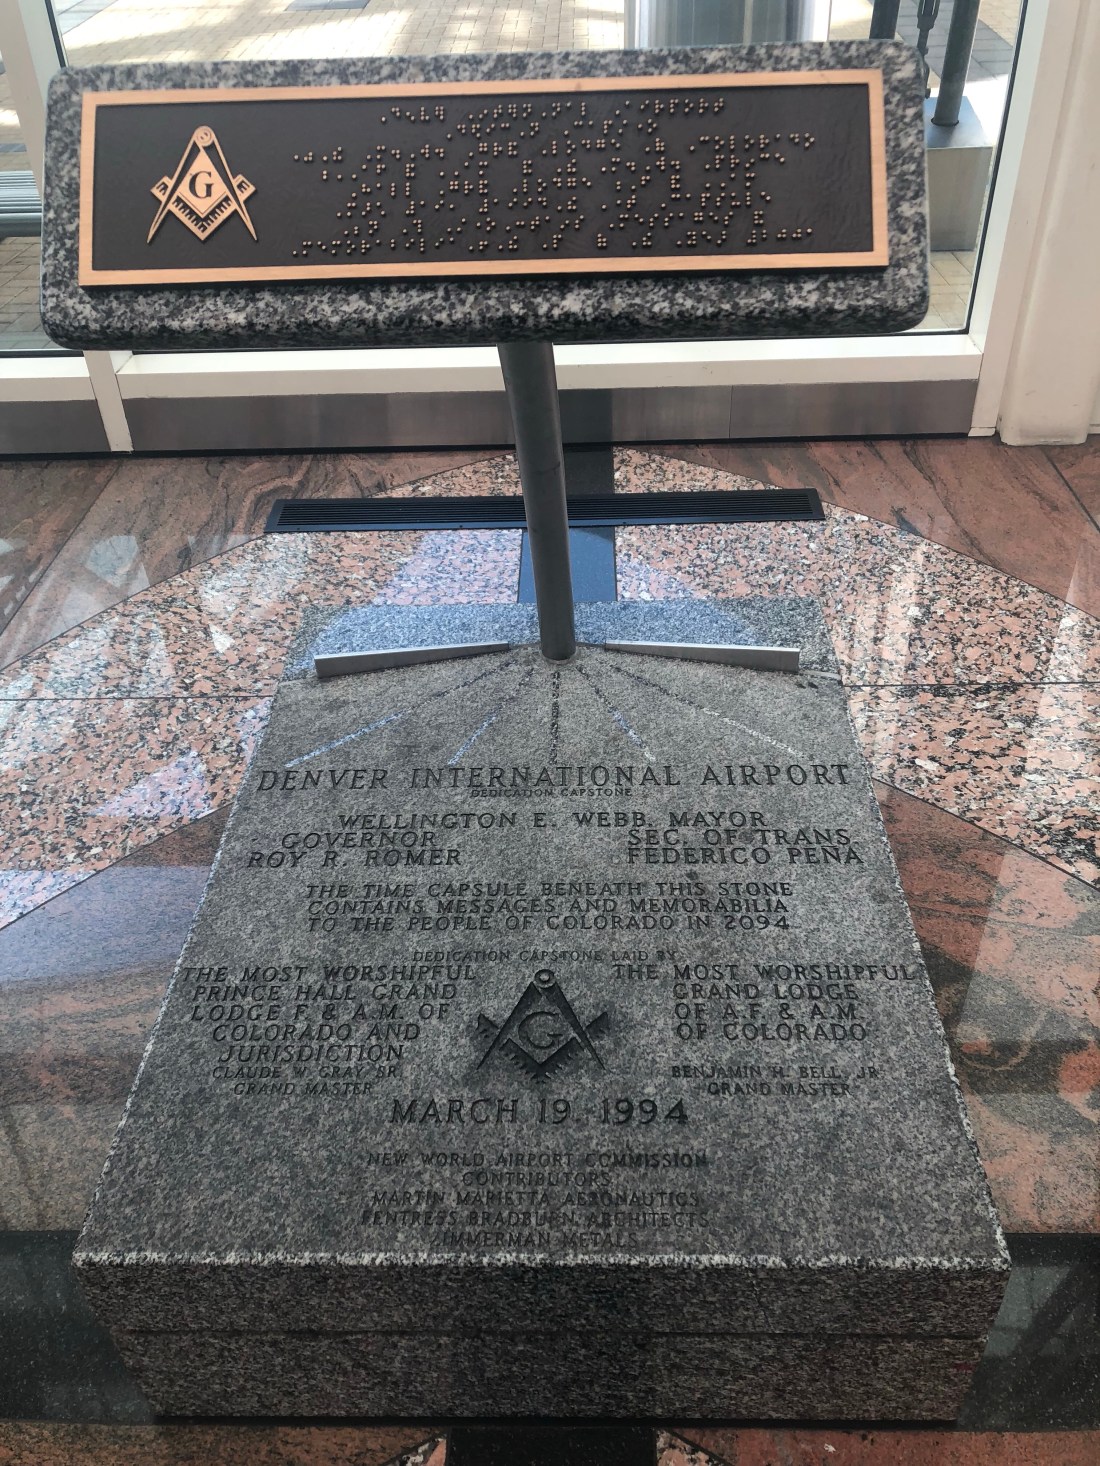 G
DENVER INTERNATIONAL AIRPORT
DEDICATION CAPSTONE
WELLINGTON E. WEBB, MAYOR
GOVERNOR
ROY R. ROMER
SEC. OF TRANS.
FEDERICO PENA
THE TIME CAPSULE BENEATH THIS STONE
CONTAINS MESSAGES AND MEMORABILIA
TO THE PEOPLE OF COLORADO IN 2094
DEDICATION CAPSTONE LAID BY
THE MOST WORSHIPFUL
PRINCE HALL GRAND
LODGE F. & A.M. OF
COLORADO AND
JURISDICTION
CLAUDE W. GRAY SR.
GRAND MASTER
G
THE MOST WORSHIPFUL
GRAND LODGE
OF A.F. & A.M.
OF COLORADO
BENJAMIN H. BELL, JR.
GRAND MASTER
MARCH 19, 1994
NEW WORLD AIRPORT COMMISSION
CONTRIBUTORS
MARTIN MARIETTA AERONAUTICS
FENTRESS BRADBURN ARCHITECTS
ZIMMERMAN METALS